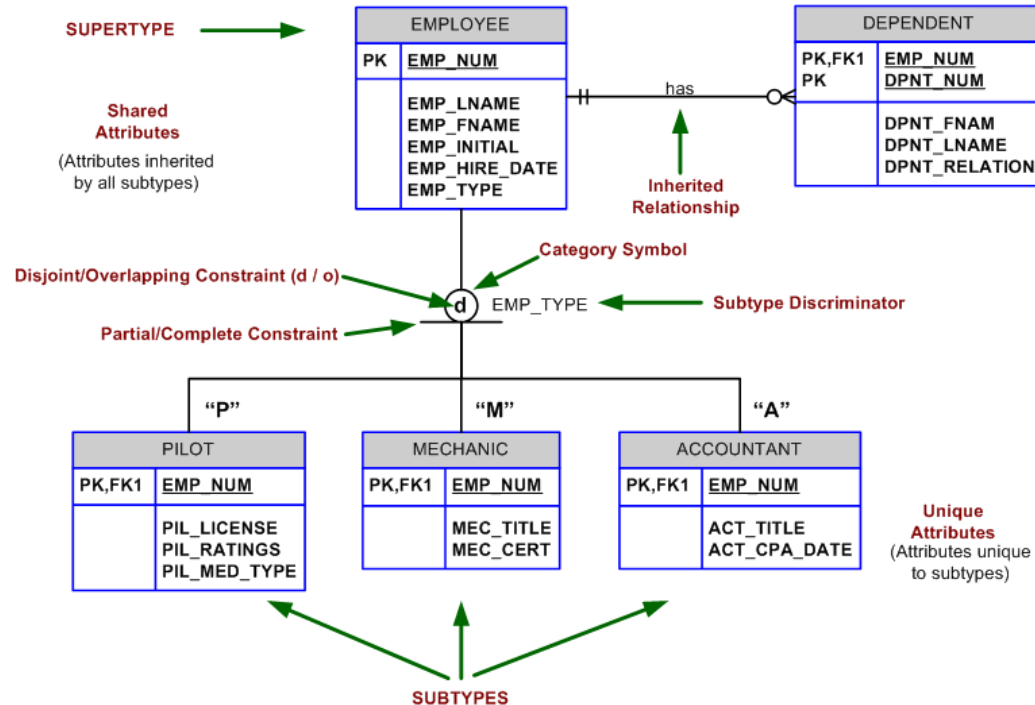 SUPERTYPE
EMPLOYEE
PK EMP_NUM
EMP_LNAME
EMP_FNAME
EMP_INITIAL
EMP_HIRE_DATE
EMP_TYPE
has
DEPENDENT
PK,FK1 EMP_NUM
PK DPNT_NUM
DPNT_FNAM
DPNT_LNAME
DPNT_RELATION
Shared
Attributes
(Attributes inherited
by all subtypes)
Inherited
Relationship
Category Symbol
Disjoint/Overlapping Constraint (d / o)
d
EMP_TYPE
Subtype Discriminator
Partial/Complete Constraint
“P”
“M”
“A”
PILOT
PK,FK1 EMP_NUM
PIL_LICENSE
PIL_RATINGS
PIL_MED_TYPE
MECHANIC
PK,FK1 EMP_NUM
MEC_TITLE
MEC_CERT
ACCOUNTANT
PK,FK1 EMP_NUM
ACT_TITLE
ACT_CPA_DATE
Unique
Attributes
(Attributes unique
to subtypes)
SUBTYPES